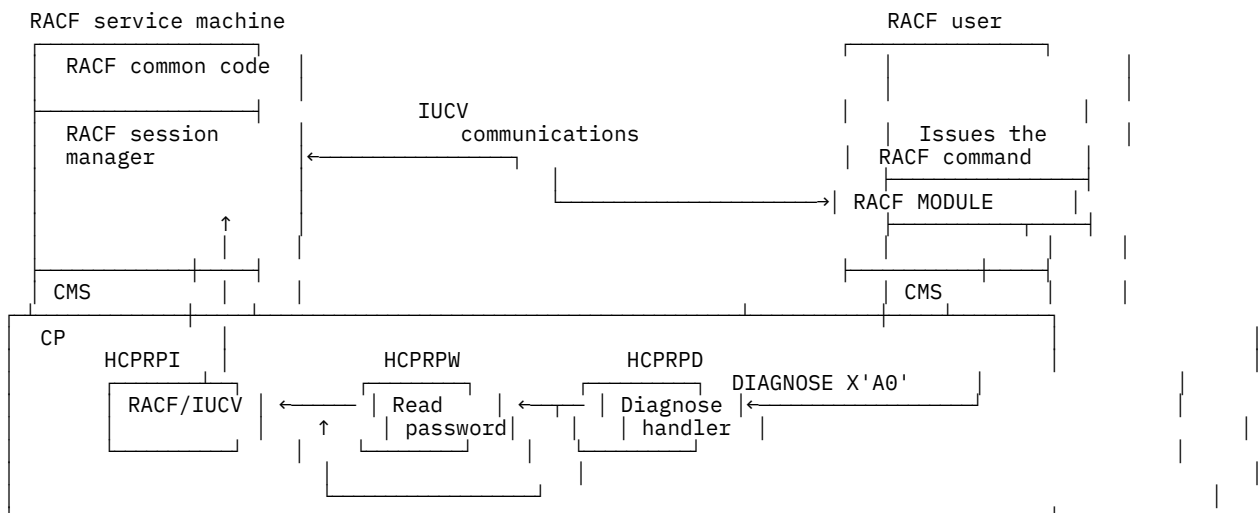 RACF service machine RACF user
RACF common code
IUCV
RACF session communications Issues the
manager RACF command
RACF MODULE
CMS CMS
CP
HCPRPI HCPRPW HCPRPD
DIAGNOSE X'A0'
RACF/IUCV Read Diagnose
password handler